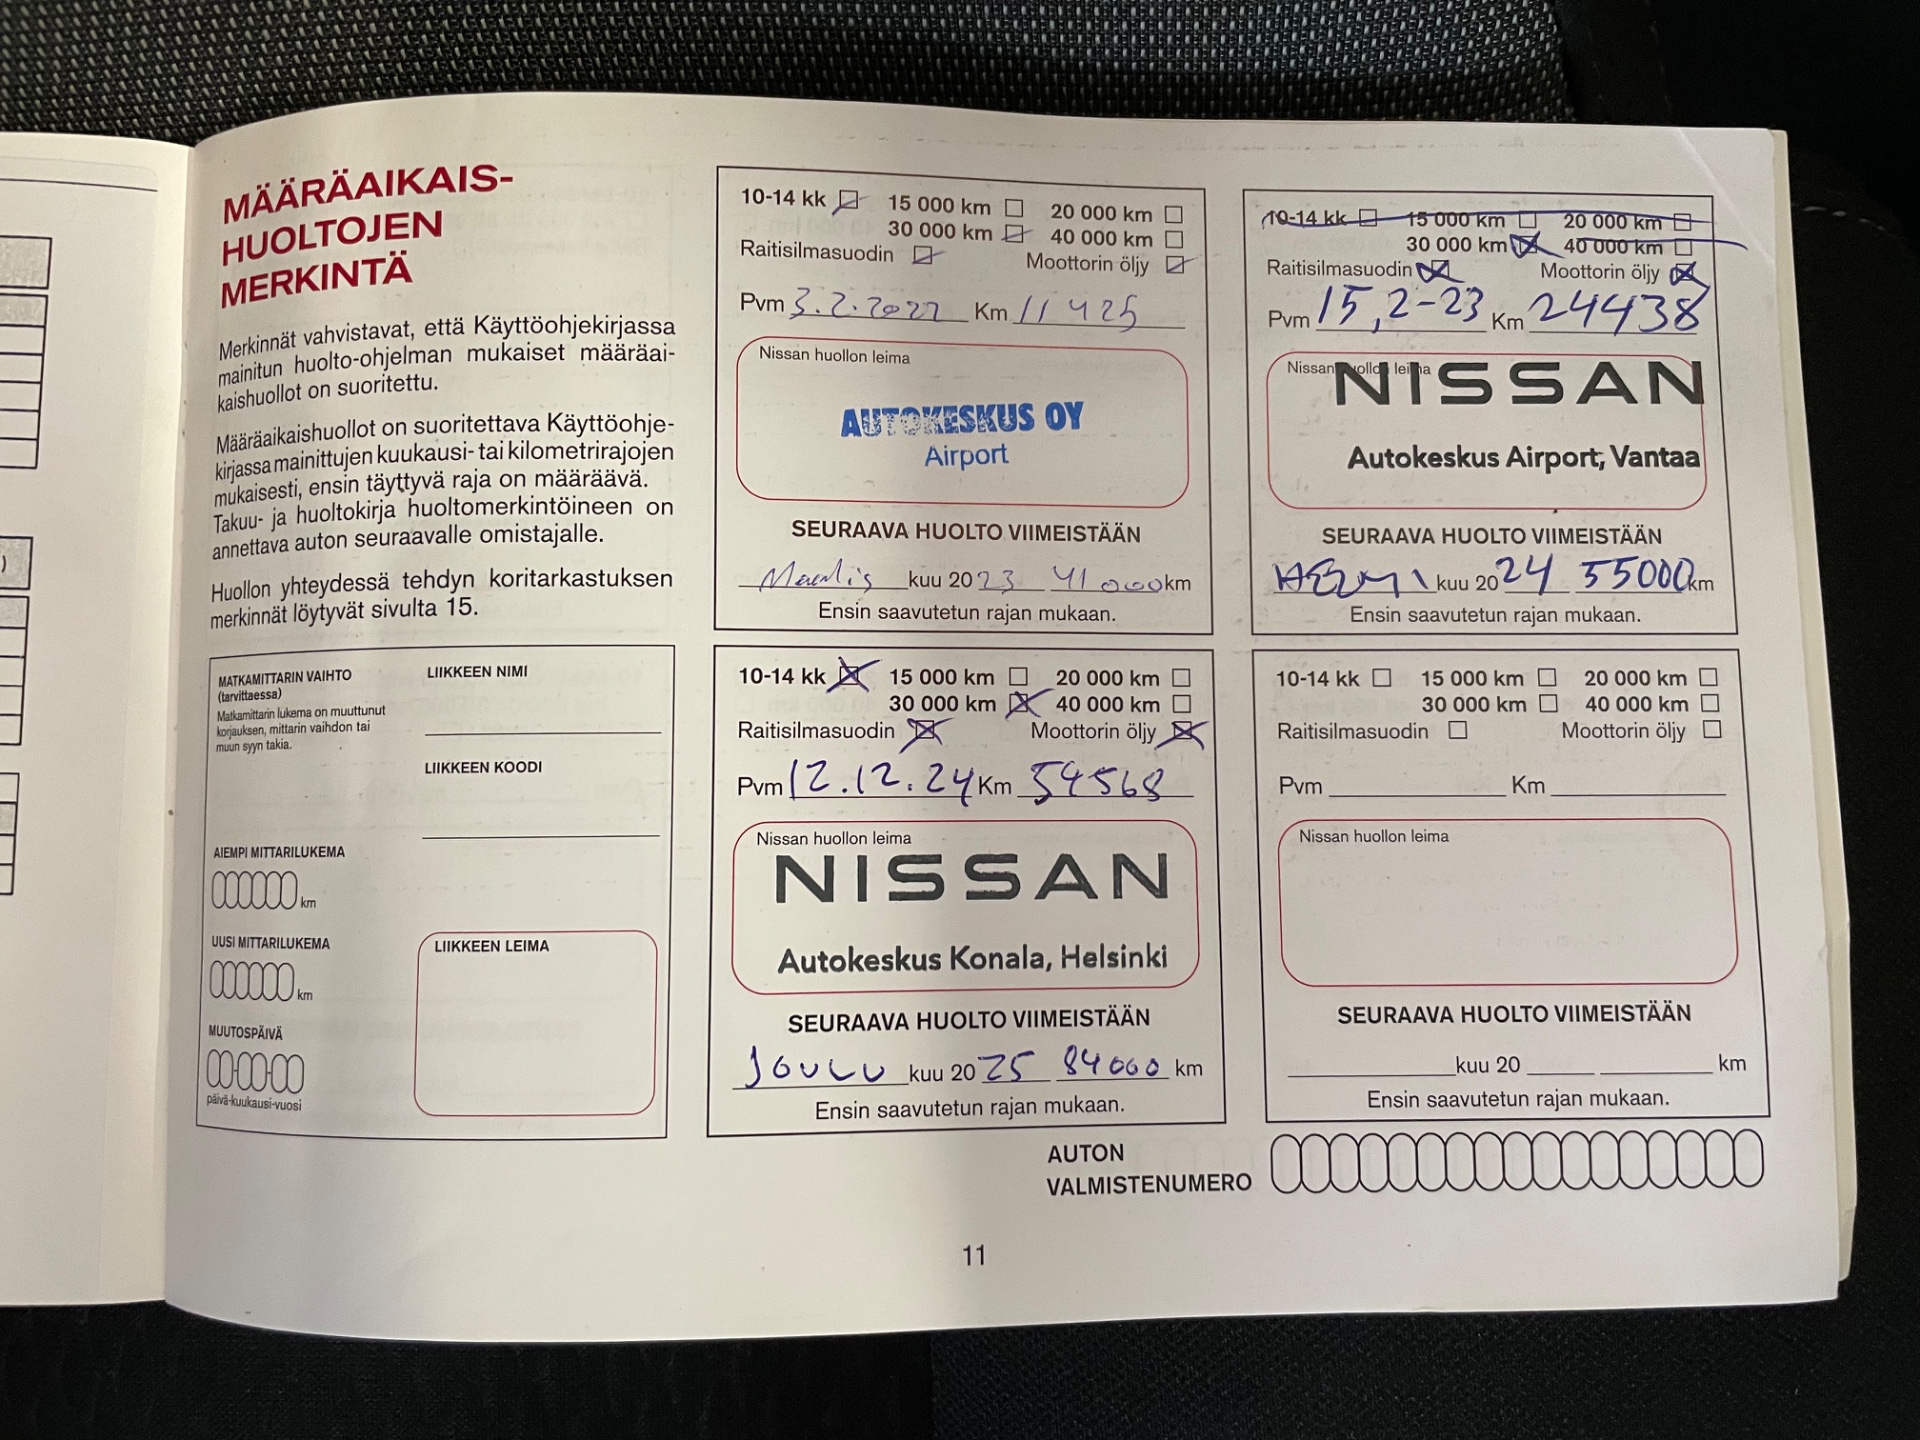 MÄÄRÄAIKAIS-
HUOLTOJEN
MERKINTÄ
Merkinnät vahvistavat, että Käyttöohjekirjassa
mainitun huolto-ohjelman mukaiset määräai-
kaishuollot on suoritettu.
Määräaikaishuollot on suoritettava Käyttöohje-
kirjassa mainittujen kuukausi- tai kilometrirajojen
mukaisesti, ensin täyttyvä raja on määräävä.
Takuu- ja huoltokirja huoltomerkintöineen on
annettava auton seuraavalle omistajalle.
Huollon yhteydessä tehdyn koritarkastuksen
merkinnät löytyvät sivulta 15.
MATKAMITTARIN VAIHTO
(tarvittaessa)
Matkamittarin lukema on muuttunut
korjauksen, mittarin vaihdon tai
muun syyn takia.
LIIKKEEN NIMI
LIIKKEEN KOODI
AIEMPI MITTARILUKEMA
km
UUSI MITTARILUKEMA
km
MUUTOSPÄIVÄ
päivä-kuukausi-vuosi
LIIKKEEN LEIMA
10-14 kk 15 000 km 20 000 km
30 000 km 40 000 km
Raitisilmasuodin Moottorin öljy
Pvm 3.2.2022 Km 11 425
Nissan huollon leima
AUTOKESKUS OY
Airport
SEURAAVA HUOLTO VIIMEISTÄÄN
Maalis kuu 2023 41 000 km
Ensin saavutetun rajan mukaan.
10-14 kk 15 000 km 20 000 km
30 000 km 40 000 km
Raitisilmasuodin Moottorin öljy
Pvm 15,2-23 Km 24438
Nissan huollon leima
NISSAN
Autokeskus Airport, Vantaa
SEURAAVA HUOLTO VIIMEISTÄÄN
HELMI kuu 2024 55000 km
Ensin saavutetun rajan mukaan.
10-14 kk 15 000 km 20 000 km
30 000 km 40 000 km
Raitisilmasuodin Moottorin öljy
Pvm 12.12.24 Km 54568
Nissan huollon leima
NISSAN
Autokeskus Konala, Helsinki
SEURAAVA HUOLTO VIIMEISTÄÄN
JOULU kuu 2025 84000 km
Ensin saavutetun rajan mukaan.
10-14 kk 15 000 km 20 000 km
30 000 km 40 000 km
Raitisilmasuodin Moottorin öljy
Pvm Km
Nissan huollon leima
SEURAAVA HUOLTO VIIMEISTÄÄN
kuu 20 km
Ensin saavutetun rajan mukaan.
AUTON
VALMISTENUMERO
11